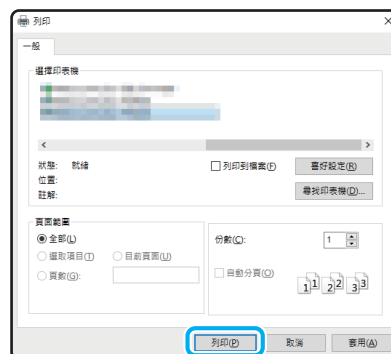 列印
一般
選擇印表機
狀態: 就緒
列印到檔案(F)
喜好設定(R)
位置:
註解:
尋找印表機(D)...
頁面範圍
全部(L)
選取項目(T) 目前頁面(U)
頁數(G):
份數(C): 1
自動分頁(O)
1 1 2 2 3 3
列印(P) 取消 套用(A)